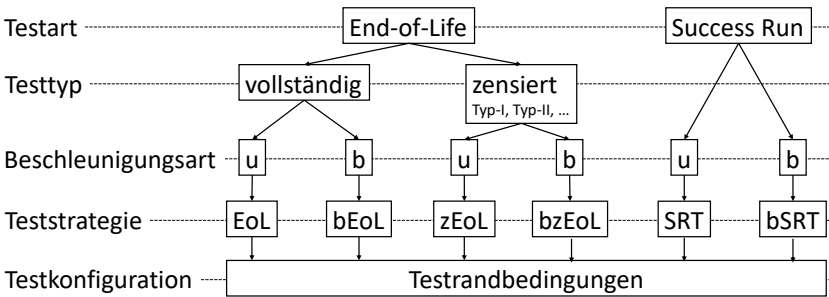 Testart End-of-Life Success Run
Testtyp vollständig zensiert
Typ-I, Typ-II, ...
Beschleunigungsart u b u b u b
Teststrategie EoL bEoL zEoL bzEoL SRT bSRT
Testkonfiguration Testrandbedingungen